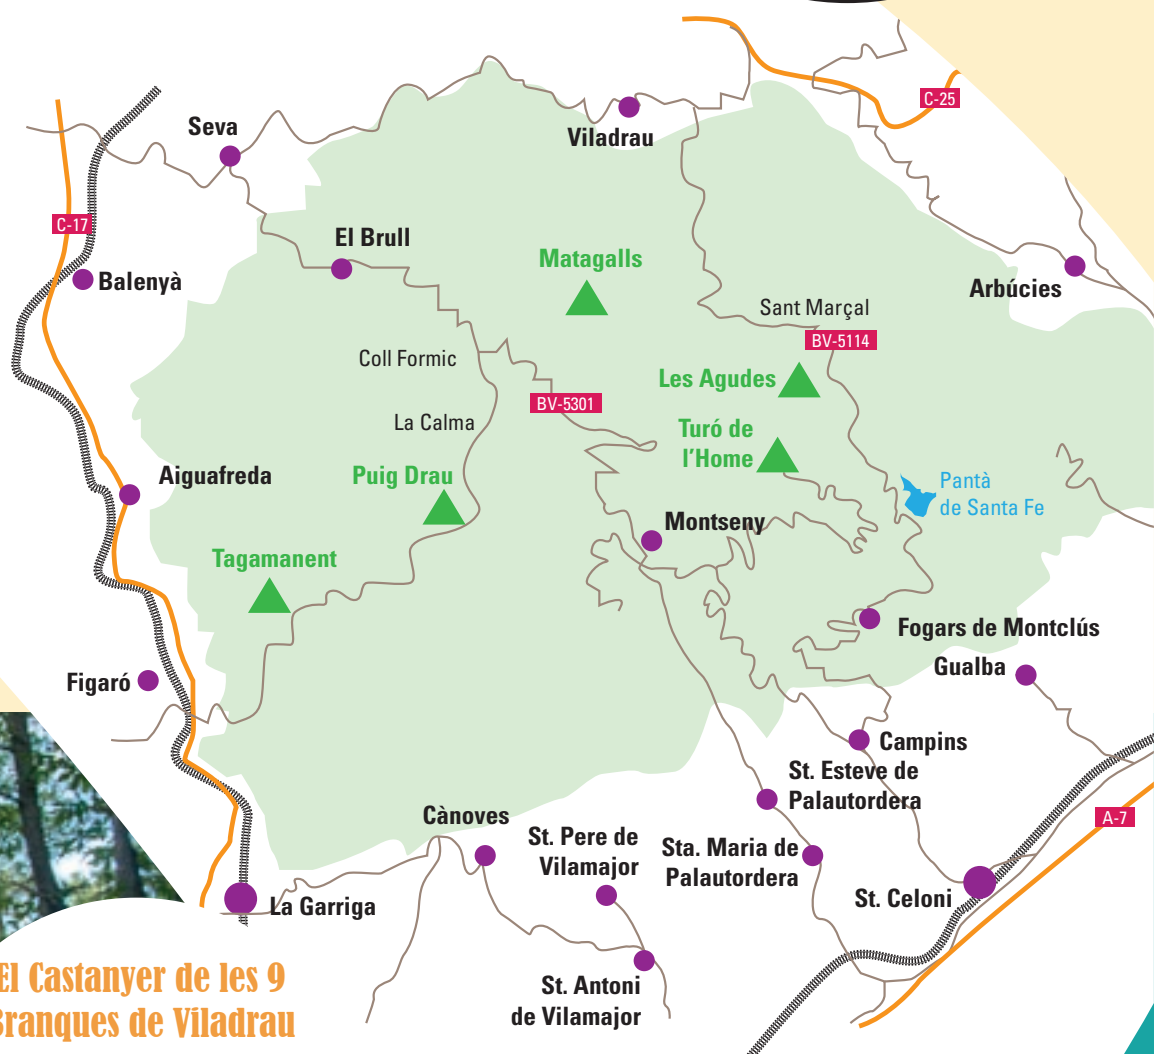 C-25
Seva
Viladrau
C-17
El Brull
Matagalls
Balenyà
Arbúcies
Sant Marçal
BV-5114
Coll Formic
Les Agudes
BV-5301
La Calma
Turó de
l'Home
Aiguafreda
Puig Drau
Pantà
de Santa Fe
Montseny
Tagamanent
Fogars de Montclús
Gualba
Figaró
Campins
St. Esteve de
Palautordera
Cànoves
A-7
St. Pere de
Vilamajor
Sta. Maria de
Palautordera
St. Celoni
La Garriga
St. Antoni
de Vilamajor
El Castanyer de les 9
Branques de Viladrau